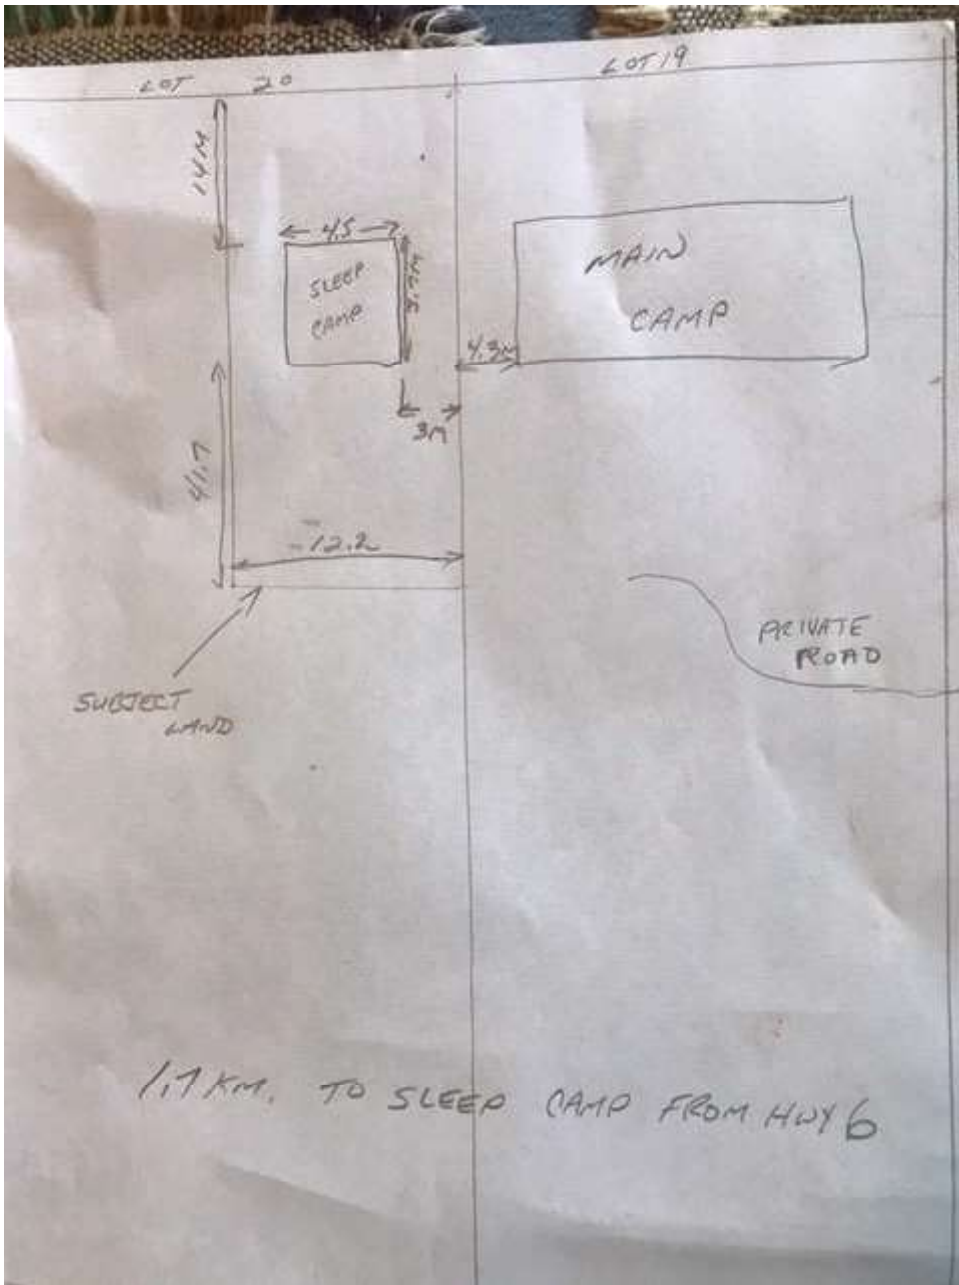 LOT 20
LOT 19
14M
4.5
SLEEP
CAMP
MAIN
CAMP
4.3M
3M
41.7
12.2
SUBJECT
LAND
PRIVATE
ROAD
1.7 KM. TO SLEEP CAMP FROM HWY 6